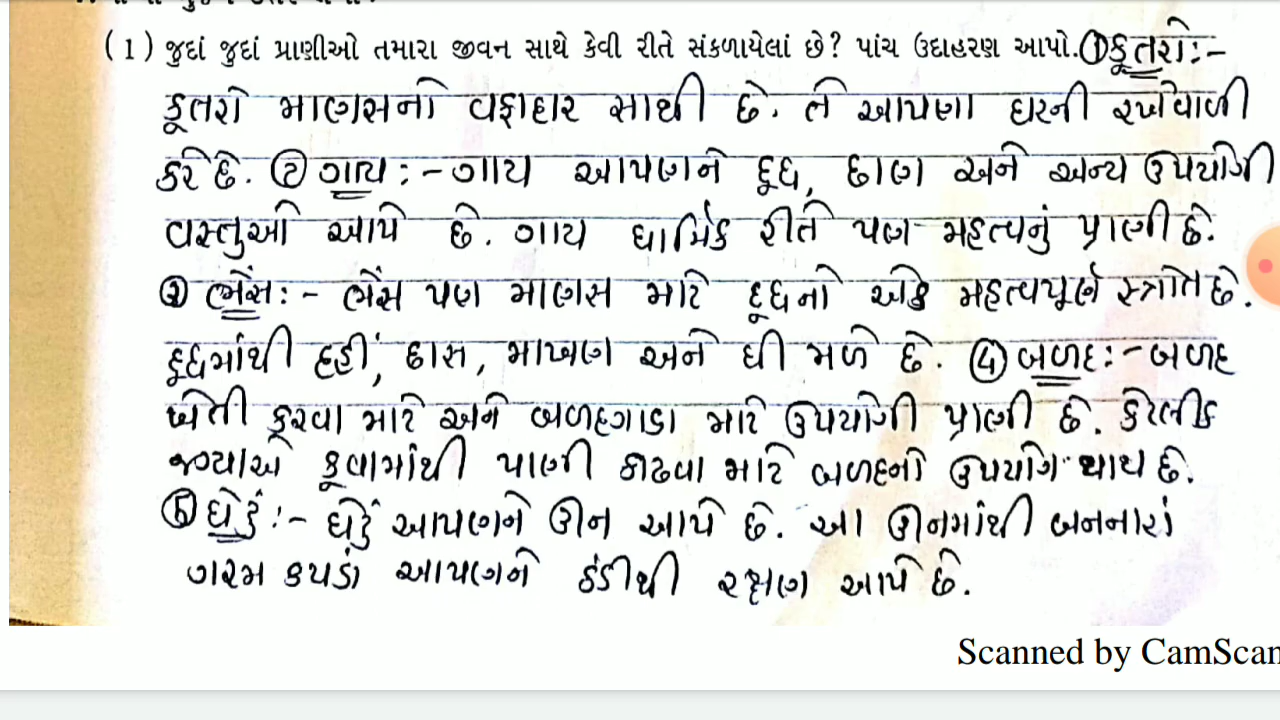 (1) જુદાં જુદાં પ્રાણીઓ તમારા જીવન સાથે કેવી રીતે સંકળાયેલાં છે? પાંચ ઉદાહરણ આપો. ① કૂતરો:-
કૂતરો માણસનો વફાદાર સાથી છે. તે આપણા ઘરની રખેવાળી
કરે છે. ② ગાય:- ગાય આપણને દૂધ, છાણ અને અન્ય ઉપયોગી
વસ્તુઓ આપે છે. ગાય ધાર્મિક રીતે પણ મહત્વનું પ્રાણી છે.
③ ભેંસ:- ભેંસ પણ માણસ માટે દૂધનો એક મહત્વપૂર્ણ સ્ત્રોત છે.
દૂધમાંથી દહીં, છાસ, માખણ અને ઘી મળે છે. ④ બળદ:- બળદ
ખેતી કરવા માટે અને બળદગાડા માટે ઉપયોગી પ્રાણી છે. કેટલીક
જગ્યાએ કૂવામાંથી પાણી કાઢવા માટે બળદનો ઉપયોગ થાય છે.
⑤ ઘેટું:- ઘેટું આપણને ઊન આપે છે. આ ઊનમાંથી બનનારાં
ગરમ કપડાં આપણને ઠંડીથી રક્ષણ આપે છે.
Scanned by CamScan